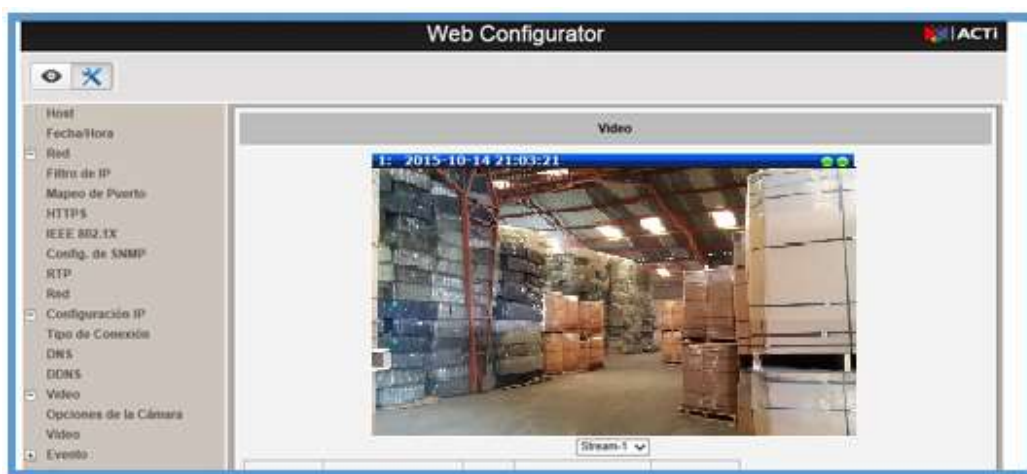 Web Configurator
ACTi
Host
Fecha/Hora
Red
Filtro de IP
Mapeo de Puerto
HTTPS
IEEE 802.1X
Config. de SNMP
RTP
Red
Configuración IP
Tipo de Conexión
DNS
DDNS
Video
Opciones de la Cámara
Video
Evento
Video
1: 2015-10-14 21:03:21
Stream-1